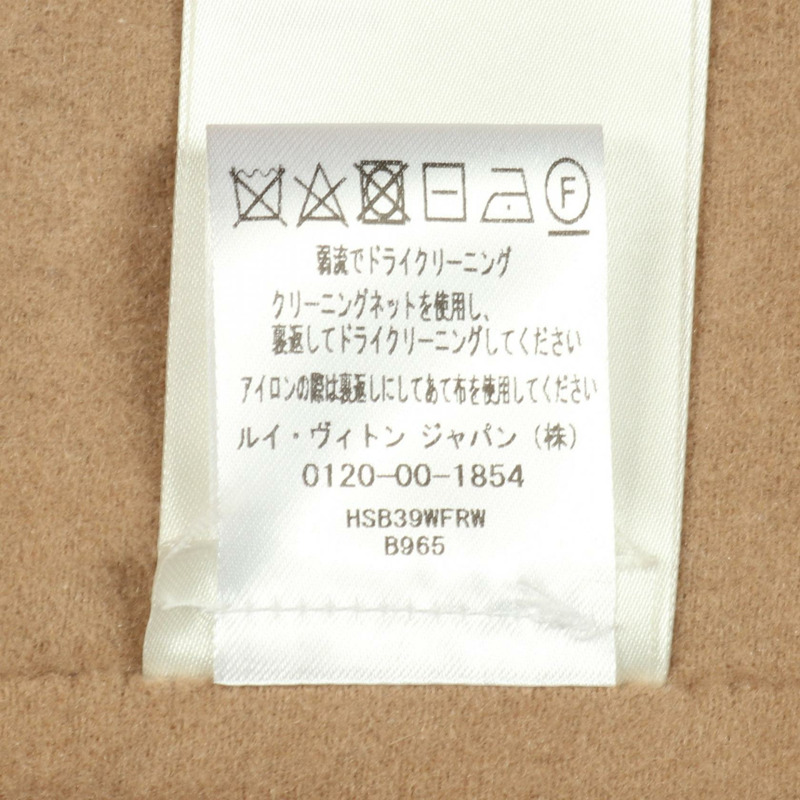 F
弱流でドライクリーニング
クリーニングネットを使用し、
裏返してドライクリーニングしてください
アイロンの際は裏返しにしてあて布を使用してください
ルイ・ヴィトン ジャパン（株）
0120-00-1854
HSB39WFRW
B965